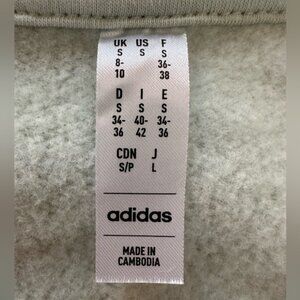 UK US F
S S S
8- 36-
10 38
D I E
S S S
34- 40- 34-
36 42 36
CDN J
S/P L
adidas
MADE IN
CAMBODIA